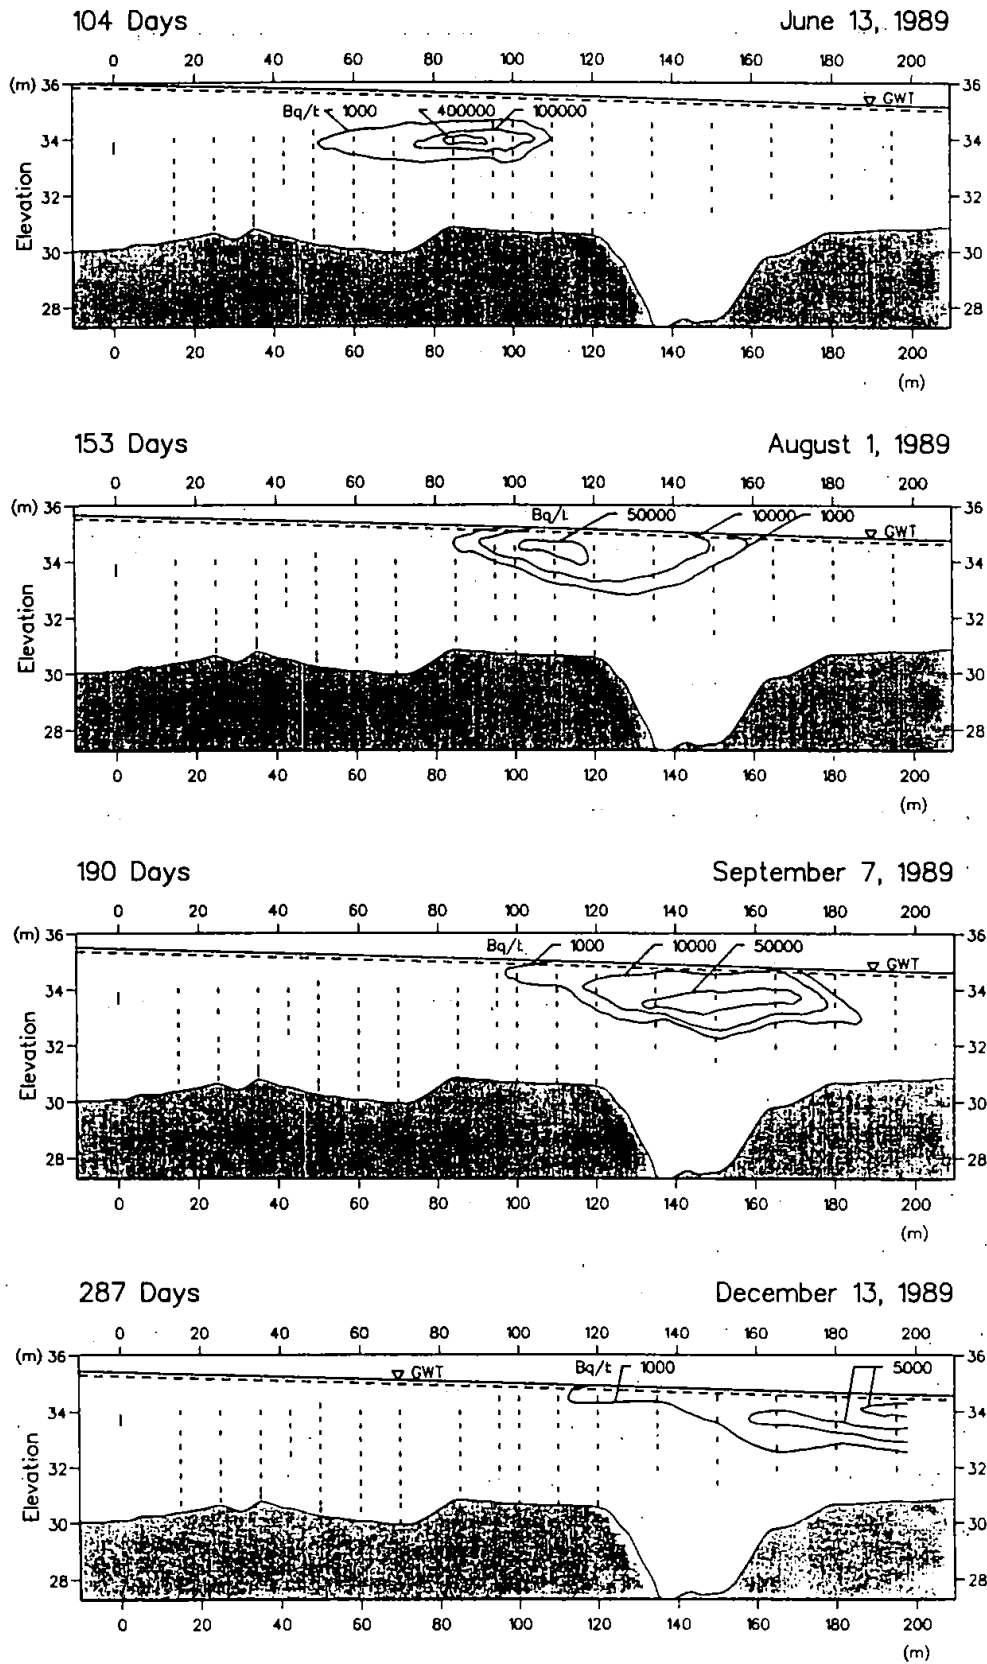 104 Days June 13, 1989
0 20 40 60 80 100 120 140 160 180 200
(m) 36 36
GWT
Bq/t 1000 400000 100000
34 34
32 32
Elevation
30 30
28 28
0 20 40 60 80 100 120 140 160 180 200
(m)
153 Days August 1, 1989
0 20 40 60 80 100 120 140 160 180 200
(m) 36 36
Bq/t 50000 10000 1000
GWT
34 34
32 32
Elevation
30 30
28 28
0 20 40 60 80 100 120 140 160 180 200
(m)
190 Days September 7, 1989
0 20 40 60 80 100 120 140 160 180 200
(m) 36 36
Bq/t 1000 10000 50000
GWT
34 34
32 32
Elevation
30 30
28 28
0 20 40 60 80 100 120 140 160 180 200
(m)
287 Days December 13, 1989
0 20 40 60 80 100 120 140 160 180 200
(m) 36 36
GWT Bq/t 1000 5000
34 34
32 32
Elevation
30 30
28 28
0 20 40 60 80 100 120 140 160 180 200
(m)